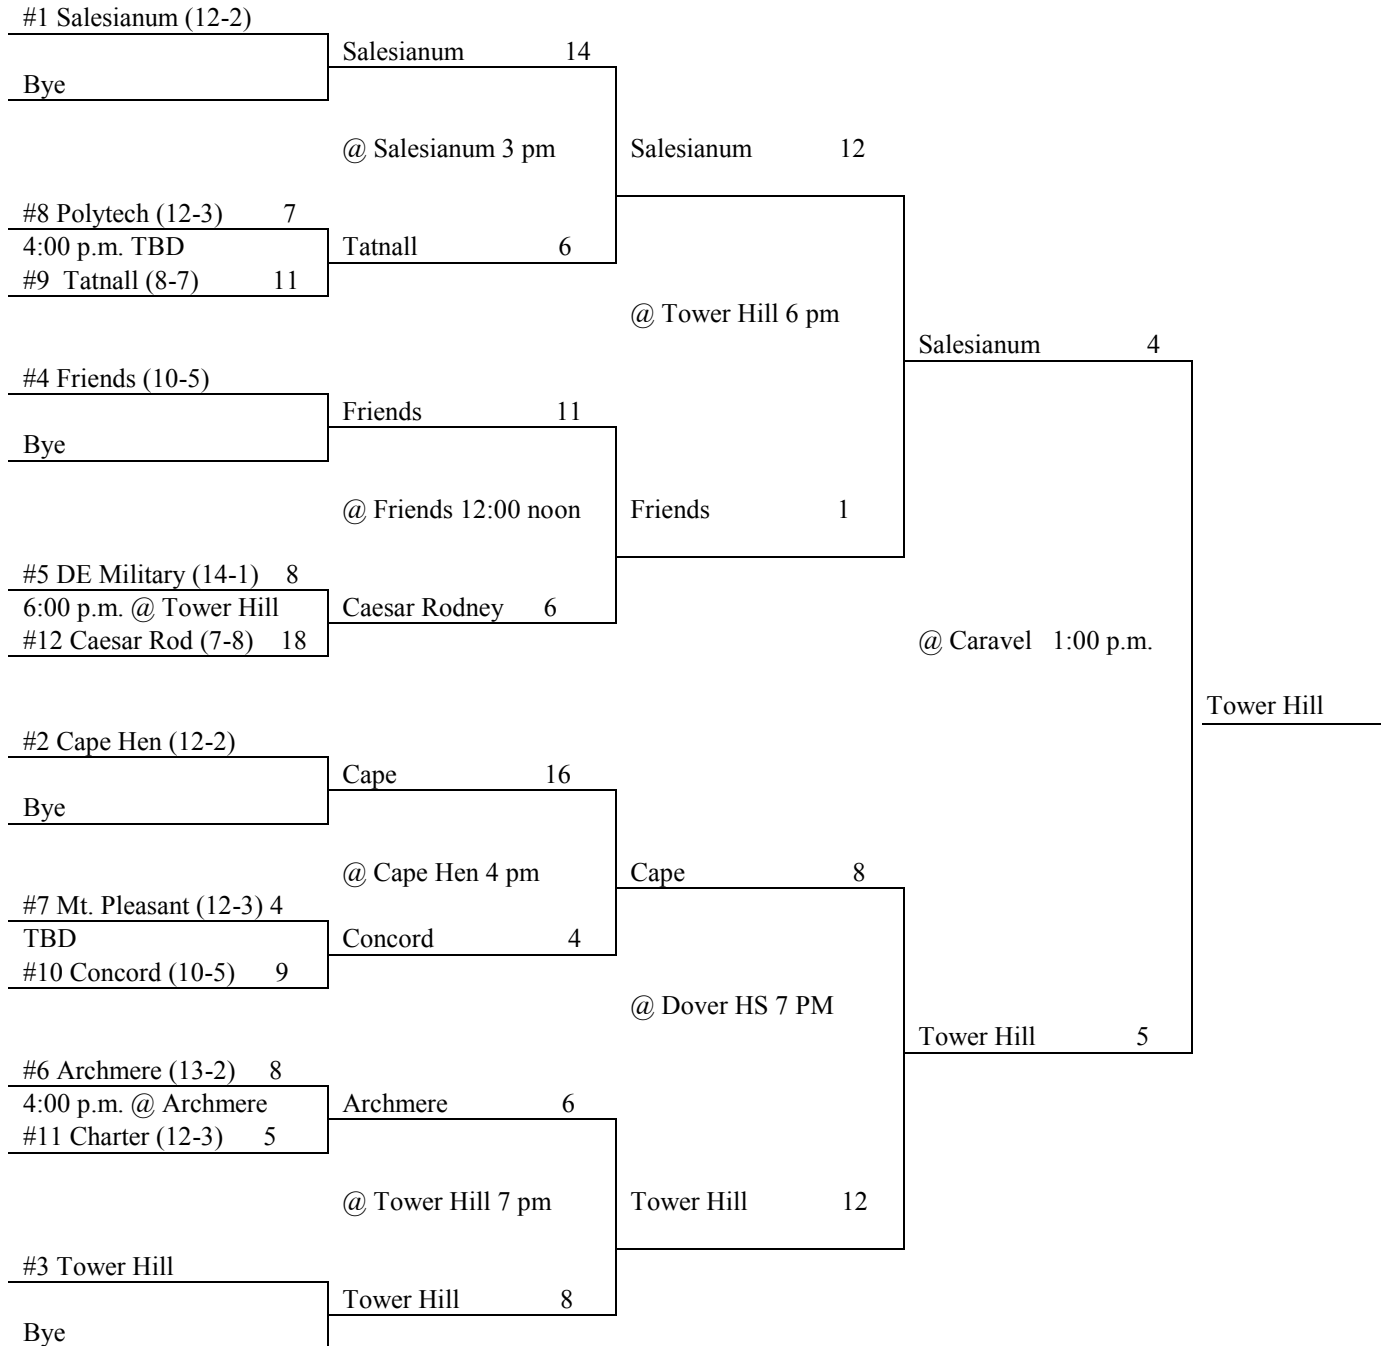 #1 Salesianum (12-2)
Salesianum 14
Bye
@ Salesianum 3 pm
Salesianum 12
#8 Polytech (12-3) 7
4:00 p.m. TBD
Tatnall 6
#9 Tatnall (8-7) 11
@ Tower Hill 6 pm
Salesianum 4
#4 Friends (10-5)
Friends 11
Bye
@ Friends 12:00 noon
Friends 1
#5 DE Military (14-1) 8
6:00 p.m. @ Tower Hill
Caesar Rodney 6
#12 Caesar Rod (7-8) 18
@ Caravel 1:00 p.m.
Tower Hill
#2 Cape Hen (12-2)
Cape 16
Bye
@ Cape Hen 4 pm
Cape 8
#7 Mt. Pleasant (12-3) 4
TBD
Concord 4
#10 Concord (10-5) 9
@ Dover HS 7 PM
Tower Hill 5
#6 Archmere (13-2) 8
4:00 p.m. @ Archmere
Archmere 6
#11 Charter (12-3) 5
@ Tower Hill 7 pm
Tower Hill 12
#3 Tower Hill
Tower Hill 8
Bye